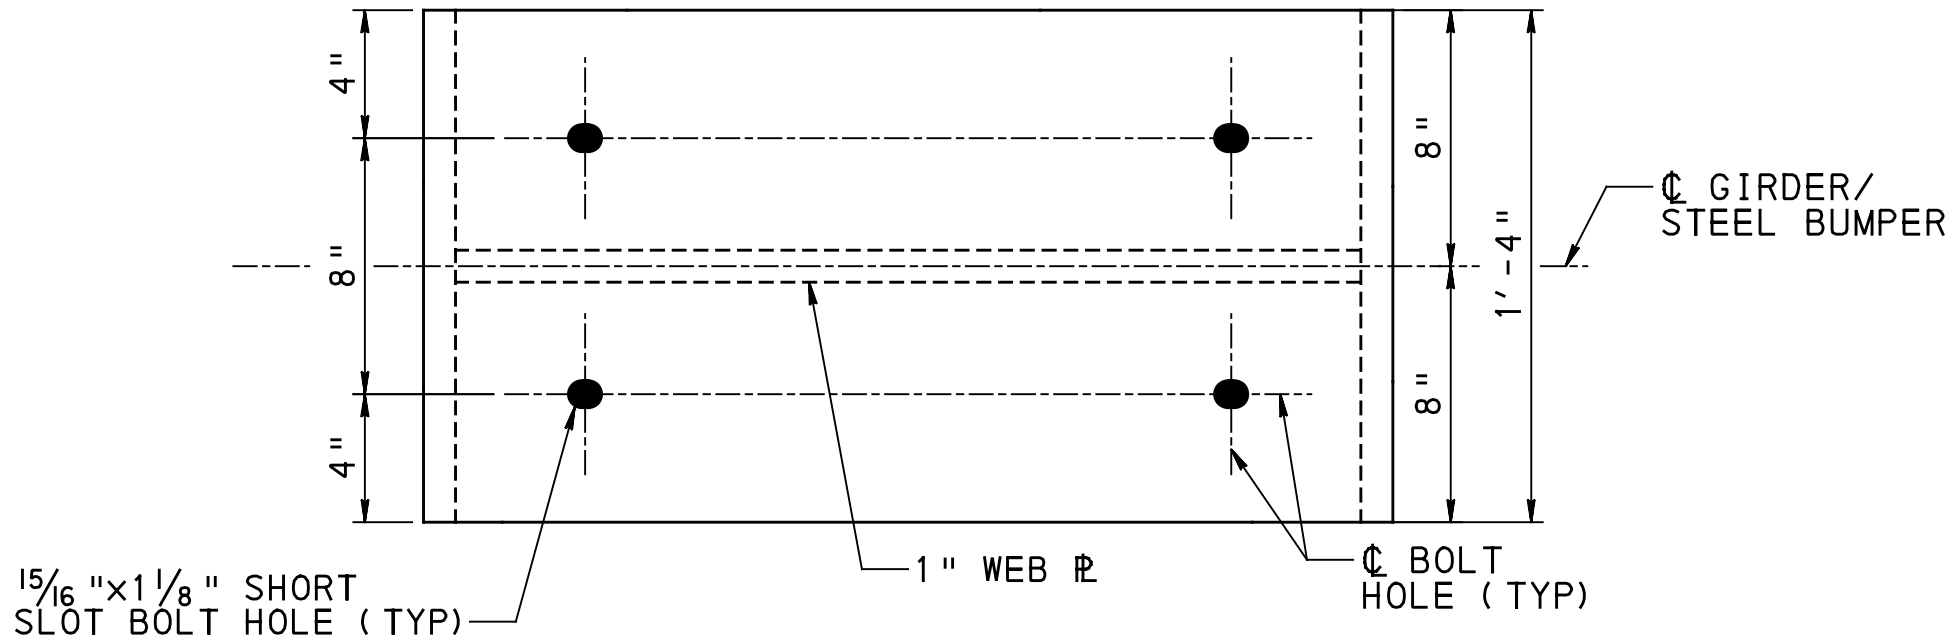 4"
8"
4"
8"
8"
1'-4"
℄ GIRDER/
STEEL BUMPER
15/16 "×1 1/8 " SHORT
SLOT BOLT HOLE (TYP)
1" WEB ⅊
℄ BOLT
HOLE (TYP)